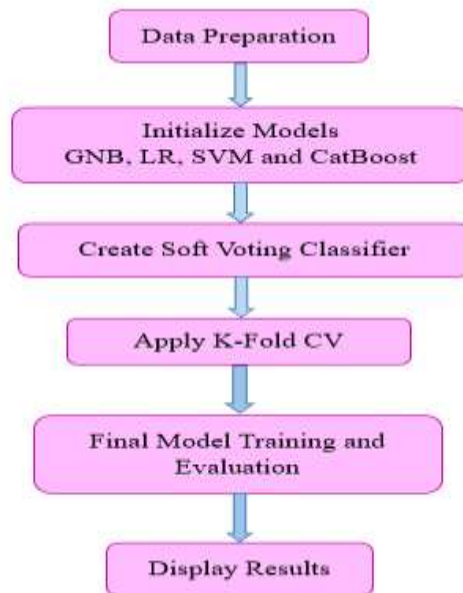 Data Preparation
Initialize Models
GNB, LR, SVM and CatBoost
Create Soft Voting Classifier
Apply K-Fold CV
Final Model Training and
Evaluation
Display Results